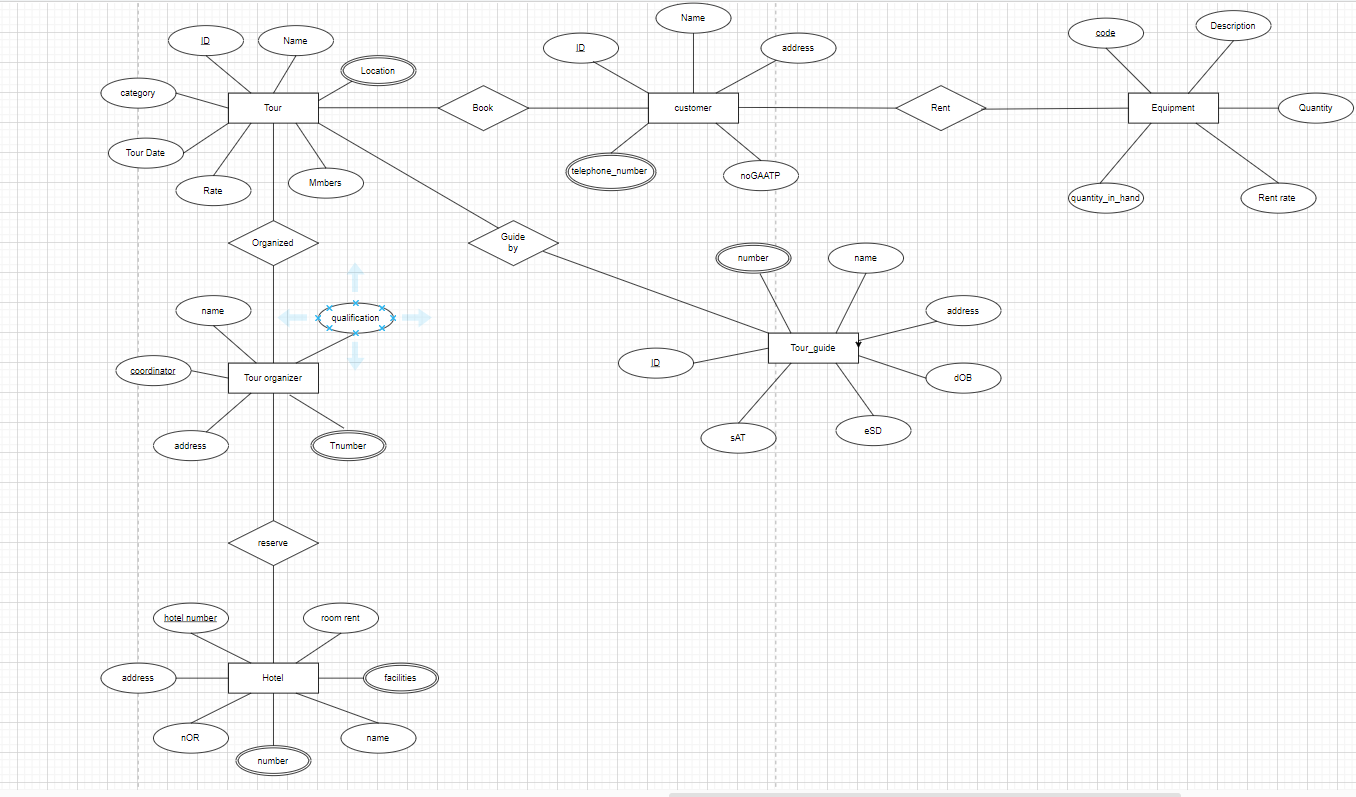 Name
Description
ID
Name
ID
address
code
Location
category
Tour
Book
customer
Rent
Equipment
Quantity
Tour Date
telephone_number
noGAATP
Rate
Mmbers
quantity_in_hand
Rent rate
Organized
Guide
by
number
name
name
qualification
address
Tour_guide
ID
coordinator
Tour organizer
dOB
address
Tnumber
sAT
eSD
reserve
hotel number
room rent
address
Hotel
facilities
nOR
name
number